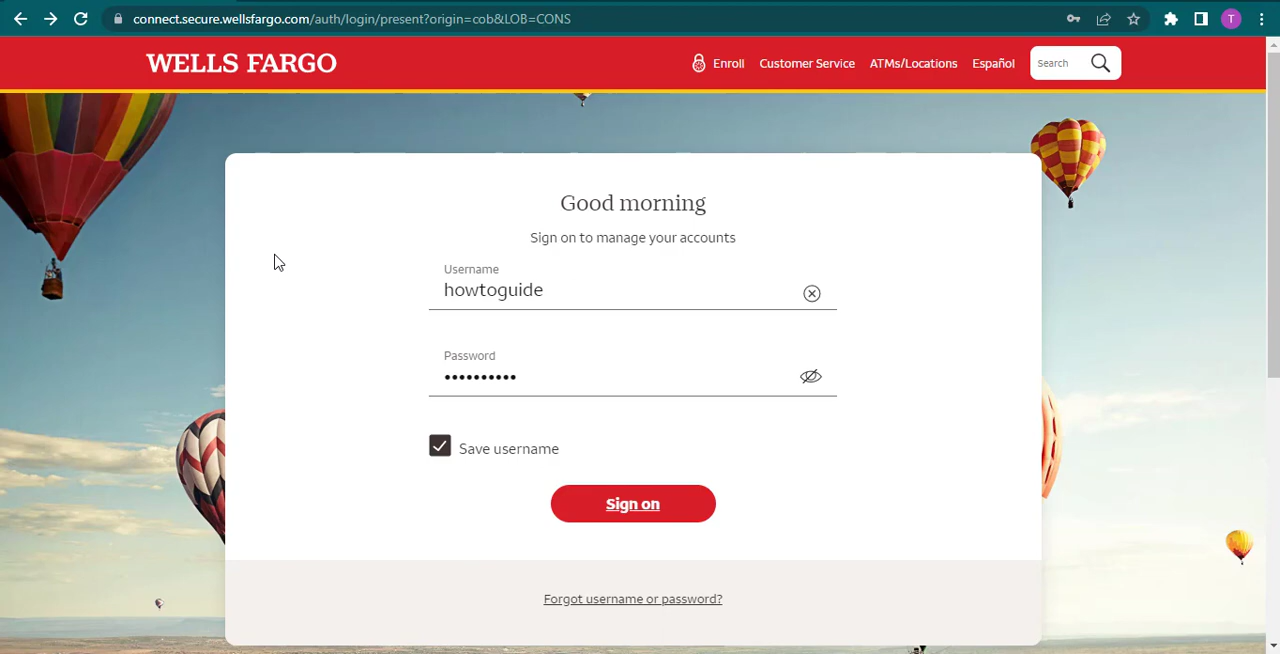 connect.secure.wellsfargo.com/auth/login/present?origin=cob&LOB=CONS
T
WELLS FARGO
Enroll Customer Service ATMs/Locations Español Search
Good morning
Sign on to manage your accounts
Username
howtoguide
Password
••••••••••
Save username
Sign on
Forgot username or password?